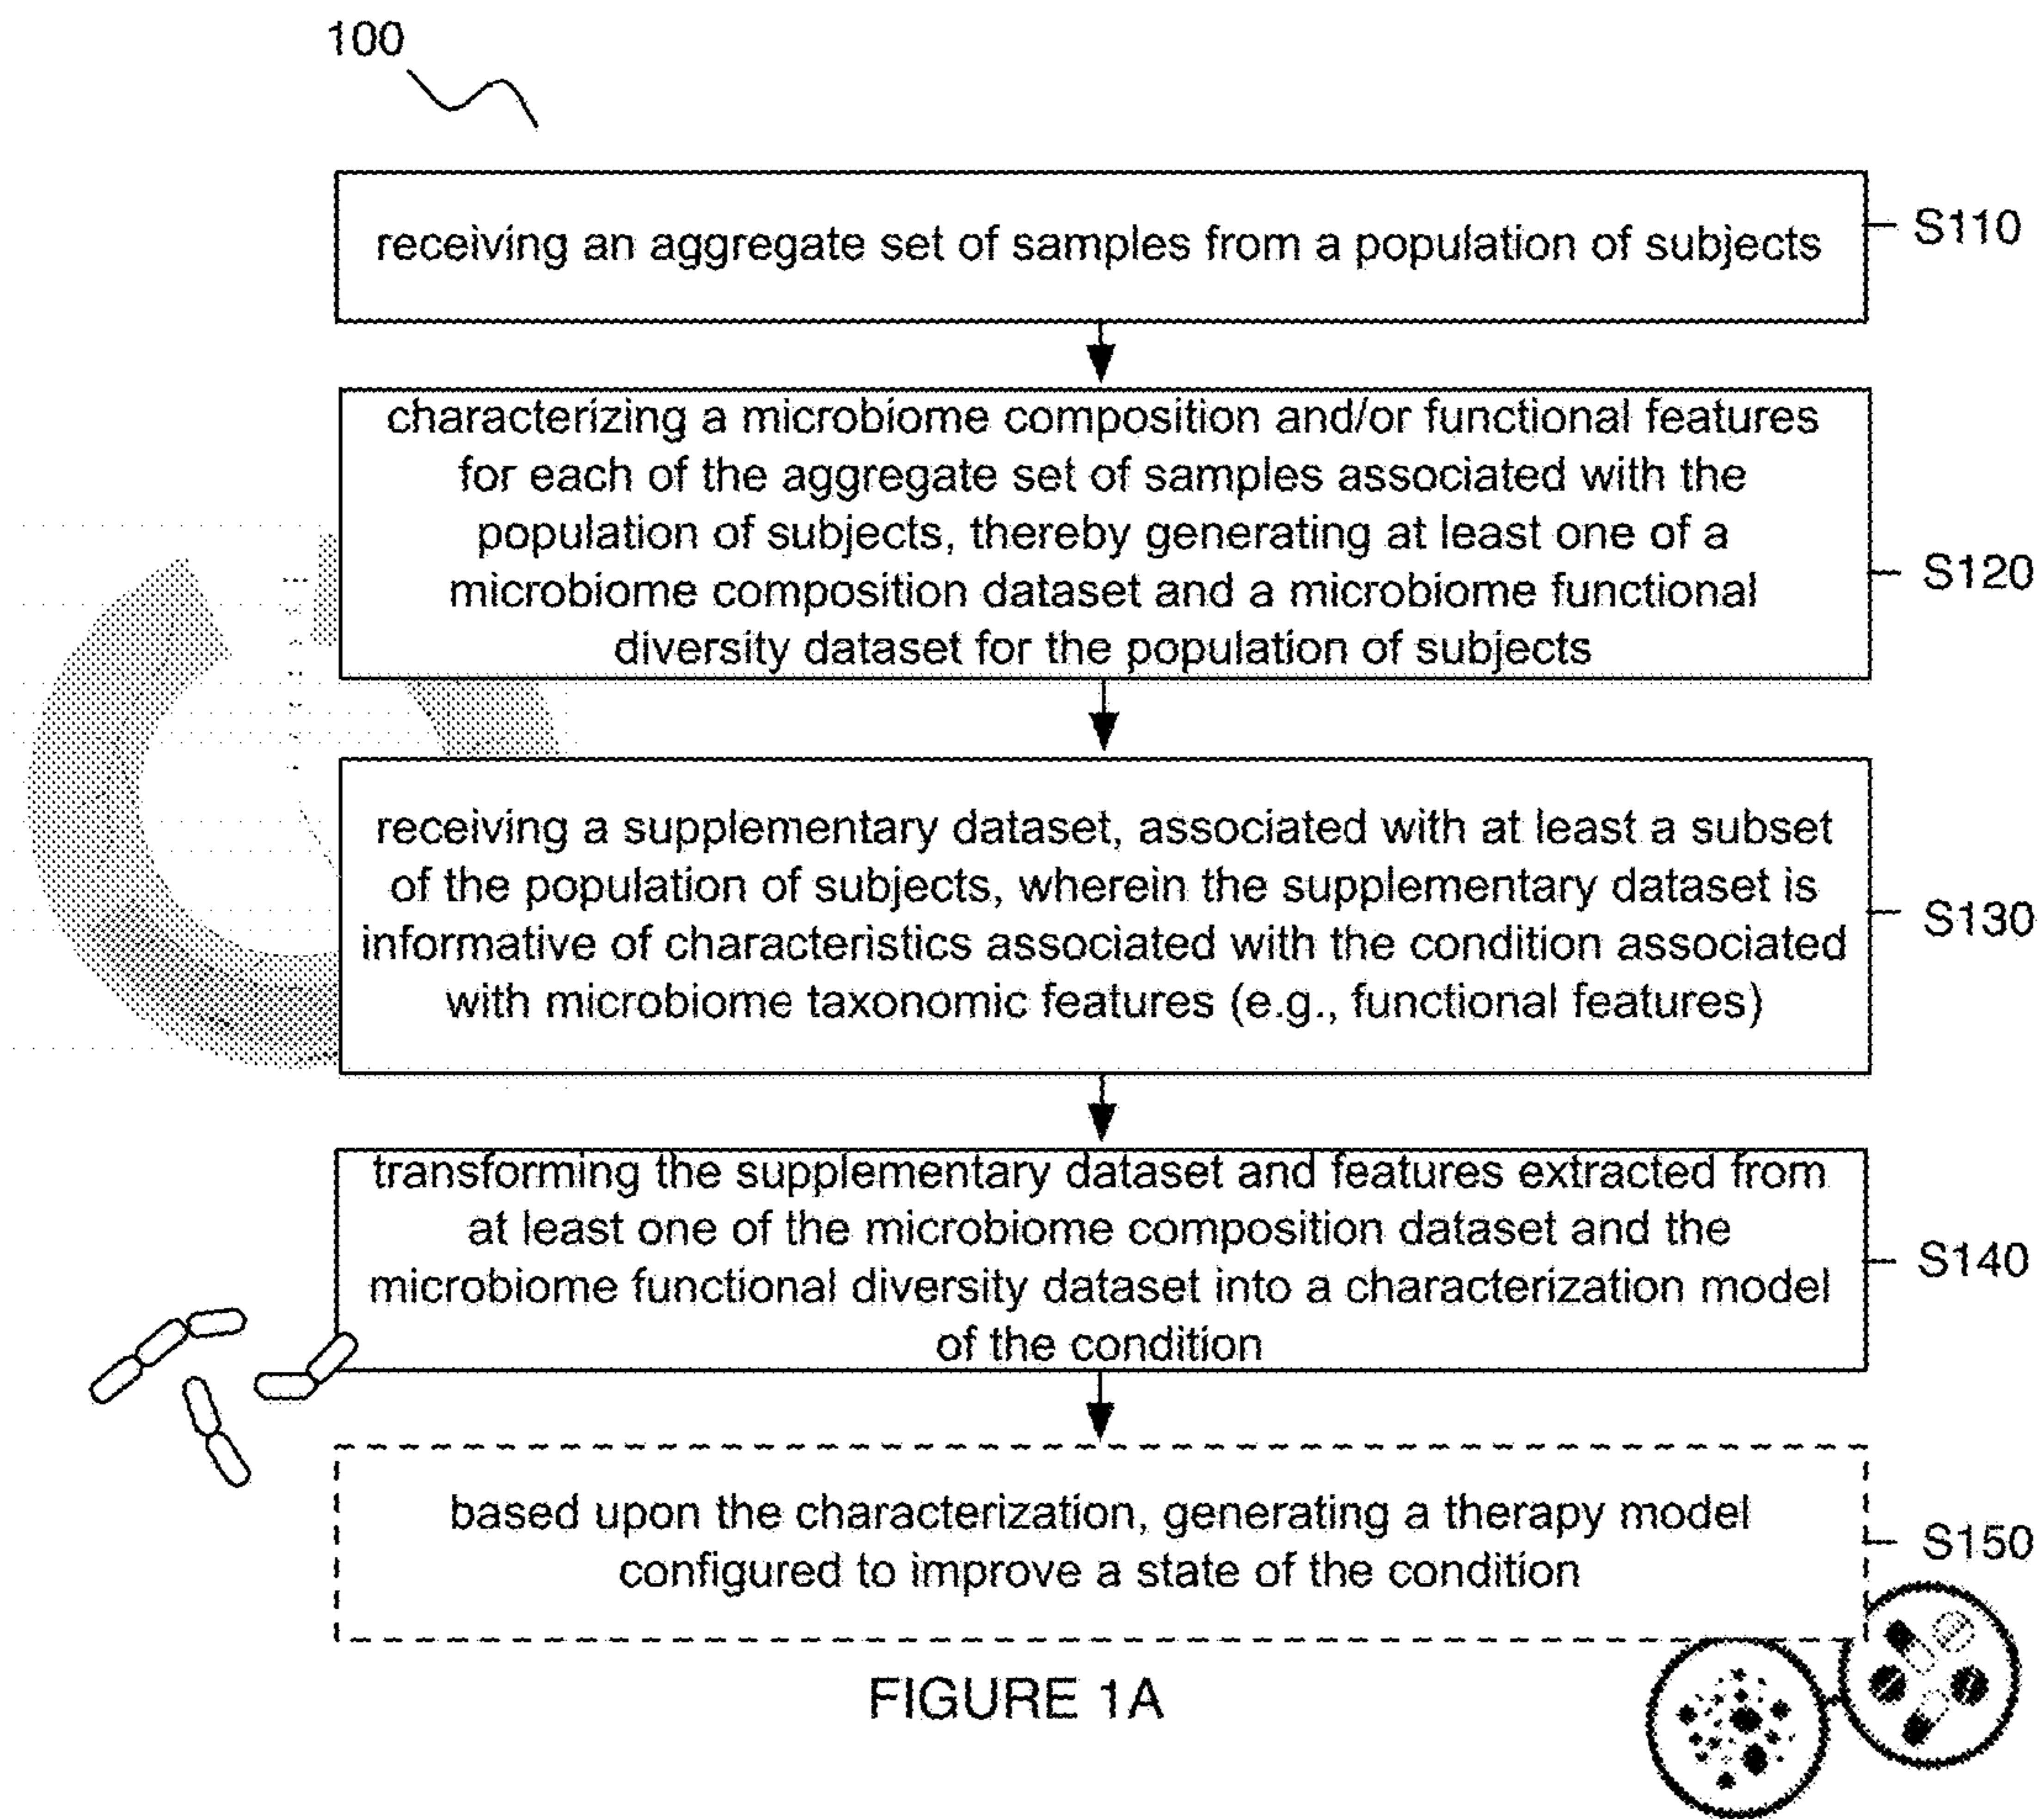 100
receiving an aggregate set of samples from a population of subjects
S110
characterizing a microbiome composition and/or functional features
for each of the aggregate set of samples associated with the
population of subjects, thereby generating at least one of a
microbiome composition dataset and a microbiome functional
diversity dataset for the population of subjects
S120
receiving a supplementary dataset, associated with at least a subset
of the population of subjects, wherein the supplementary dataset is
informative of characteristics associated with the condition associated
with microbiome taxonomic features (e.g., functional features)
S130
transforming the supplementary dataset and features extracted from
at least one of the microbiome composition dataset and the
microbiome functional diversity dataset into a characterization model
of the condition
S140
based upon the characterization, generating a therapy model
configured to improve a state of the condition
S150
FIGURE 1A